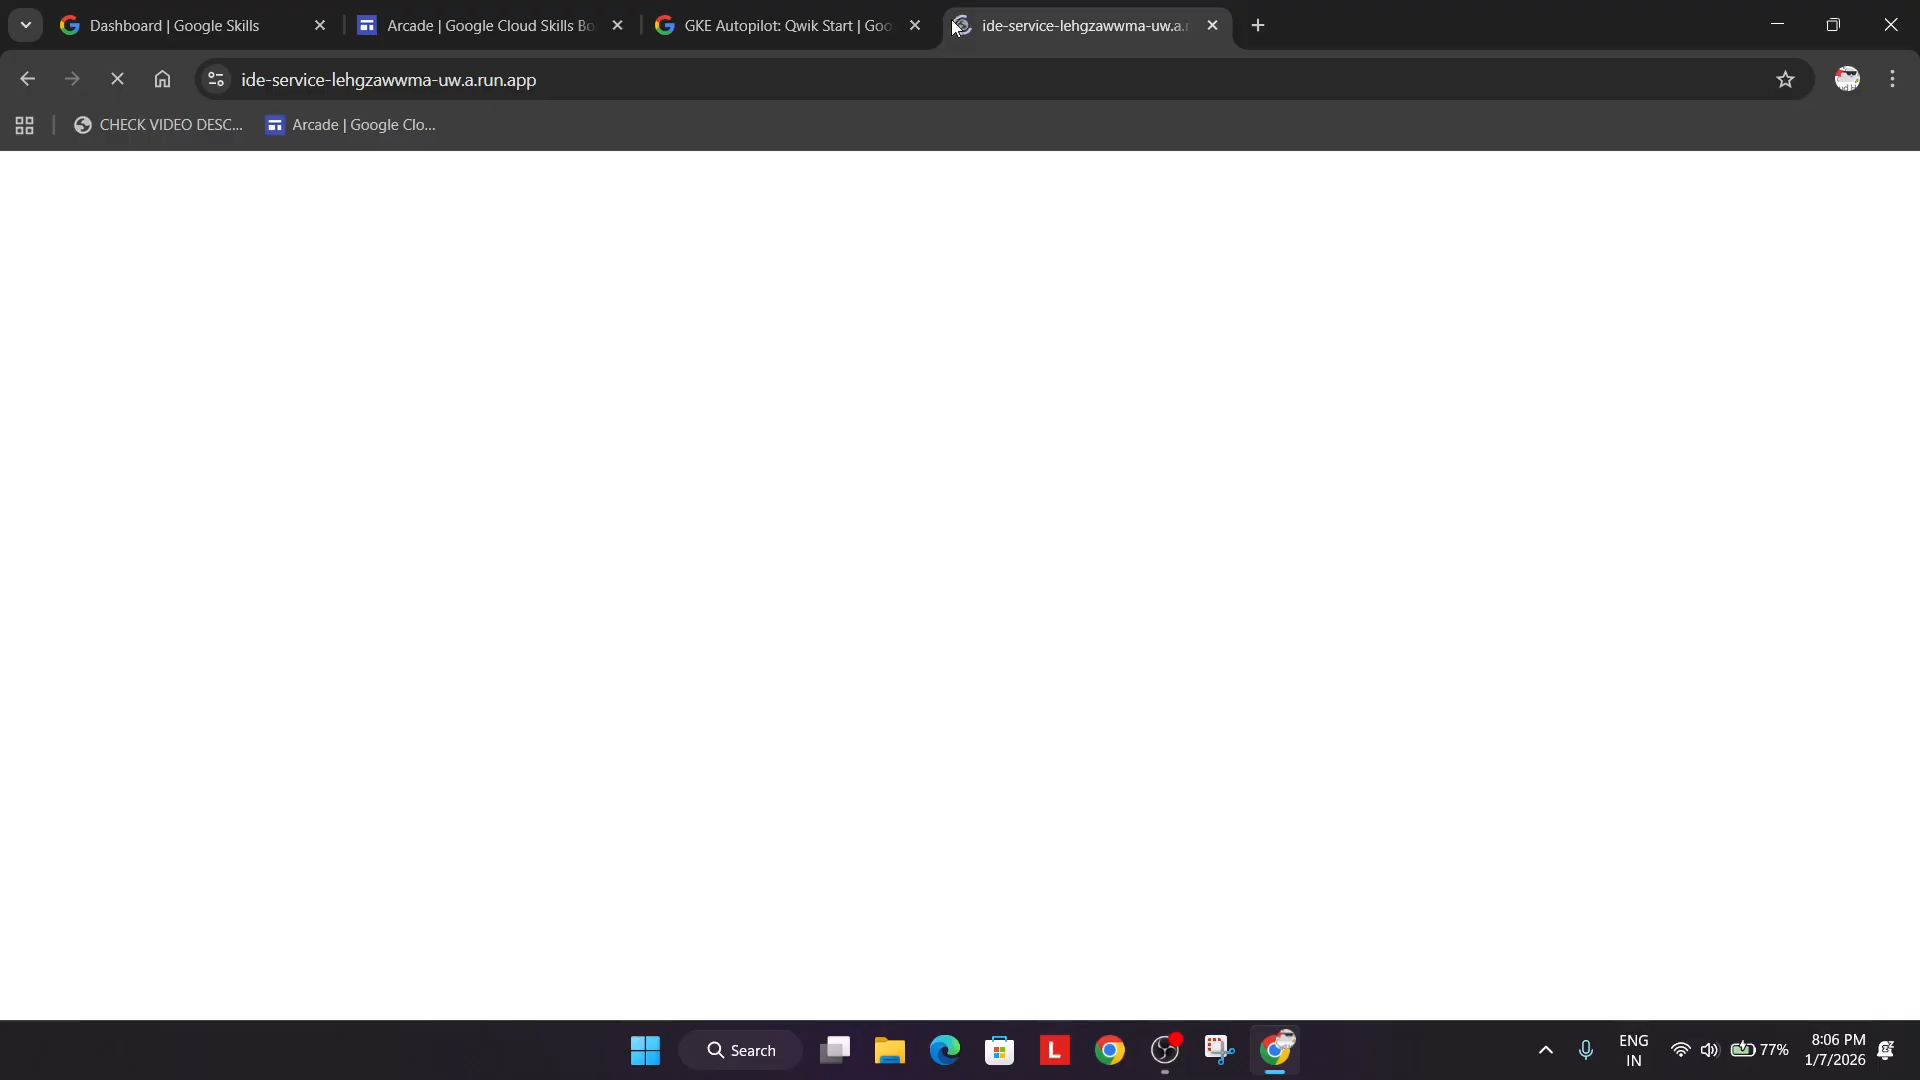 Dashboard | Google Skills
Arcade | Google Cloud Skills Bo
GKE Autopilot: Qwik Start | Goo
ide-service-lehgzawwma-uw.a.r
ide-service-lehgzawwma-uw.a.run.app
CHECK VIDEO DESC...
Arcade | Google Clo...
Search
L
ENG
IN
77%
8:06 PM
1/7/2026